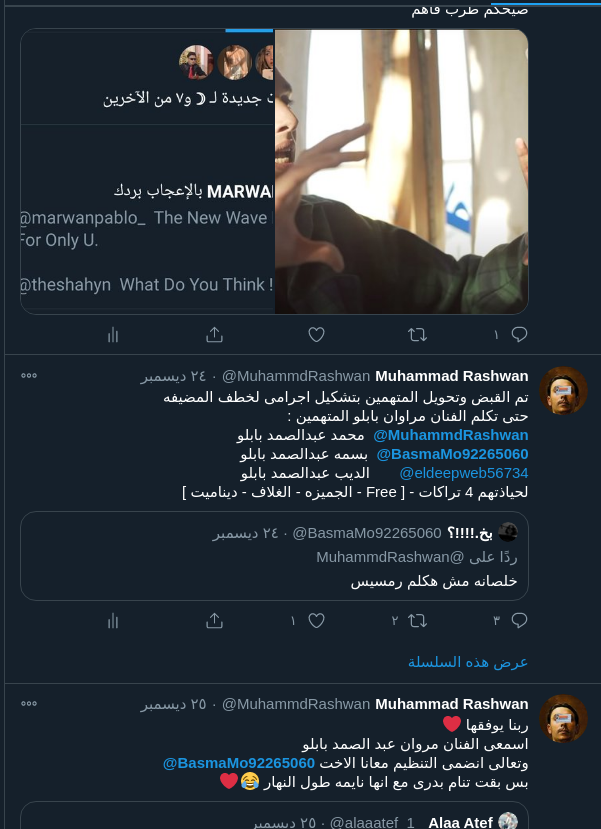 صيحكم طرب فاهم
ت جديدة لـ و٧ من الآخرين
MARWA بالإعجاب بردك
@marwanpablo_ The New Wave
For Only U.
@theshahyn What Do You Think !
١
Muhammad Rashwan @MuhammdRashwan · ٢٤ ديسمبر
تم القبض وتحويل المتهمين بتشكيل اجرامى لخطف المضيفه
حتى تكلم الفنان مراوان بابلو المتهمين :
@MuhammdRashwan محمد عبدالصمد بابلو
@BasmaMo92265060 بسمه عبدالصمد بابلو
@eldeepweb56734 الديب عبدالصمد بابلو
لحيازتهم 4 تراكات - [ Free - الجميزه - الغلاف - ديناميت ]
بخ.!!!!؟ @BasmaMo92265060 · ٢٤ ديسمبر
ردًا على @MuhammdRashwan
خلصانه مش هكلم رمسيس
٣ ٢ ١
عرض هذه السلسلة
Muhammad Rashwan @MuhammdRashwan · ٢٥ ديسمبر
ربنا يوفقها ❤️
اسمعى الفنان مروان عبد الصمد بابلو
وتعالى انضمى التنظيم معانا الاخت @BasmaMo92265060
بس بقت تنام بدرى مع انها نايمه طول النهار 😂❤️
Alaa Atef @alaaatef_1 · ٢٥ ديسمبر